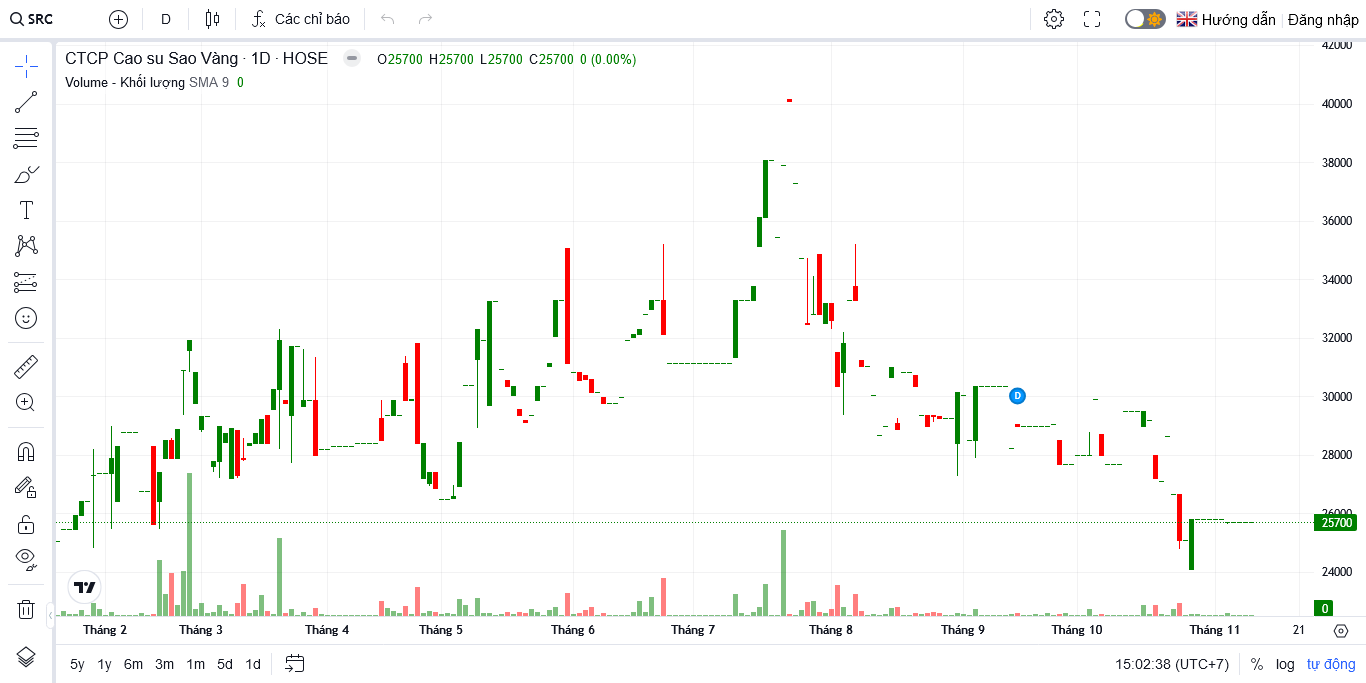 SRC D Các chỉ báo Hướng dẫn Đăng nhập
CTCP Cao su Sao Vàng · 1D · HOSE O25700 H25700 L25700 C25700 0 (0.00%)
Volume - Khối lượng SMA 9 0
42000
40000
38000
36000
34000
32000
30000
D
28000
26000
25700
24000
0
Tháng 2 Tháng 3 Tháng 4 Tháng 5 Tháng 6 Tháng 7 Tháng 8 Tháng 9 Tháng 10 Tháng 11 21
5y 1y 6m 3m 1m 5d 1d 15:02:38 (UTC+7) % log tự động